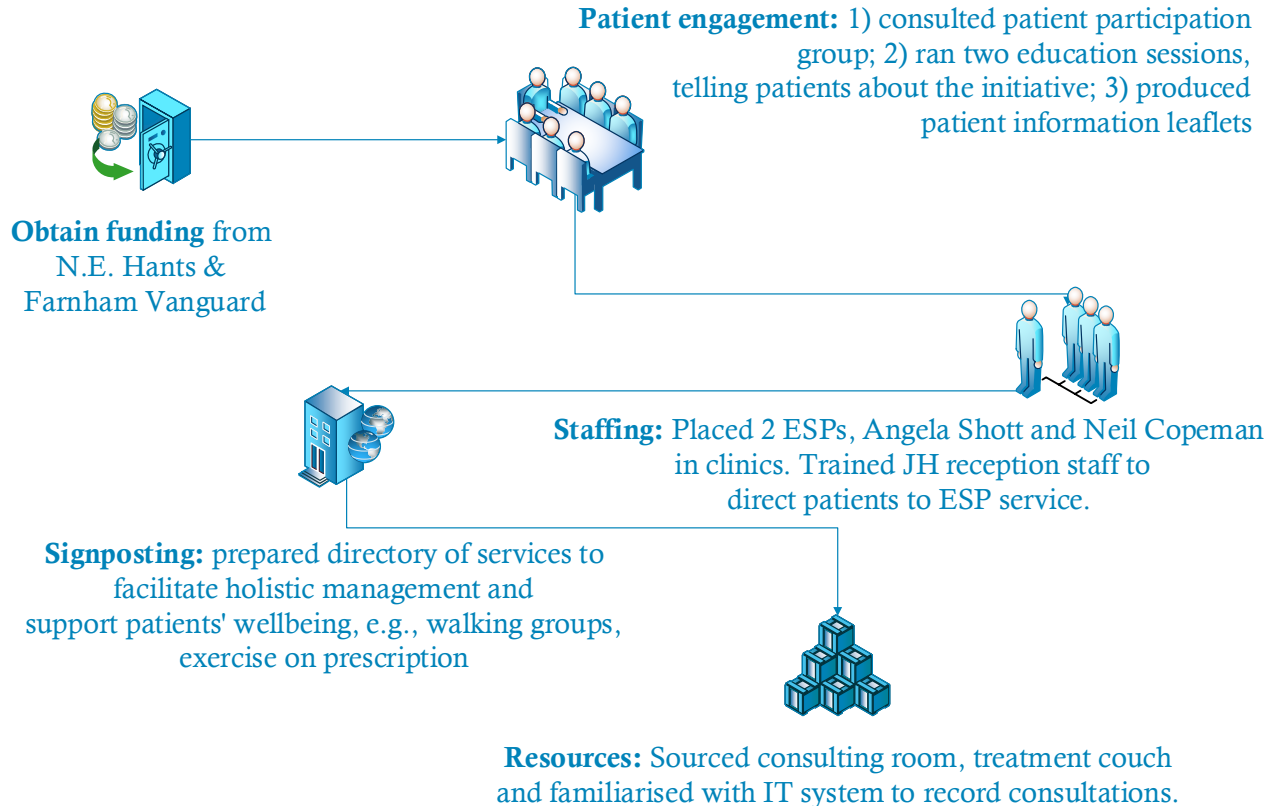 Patient engagement: 1) consulted patient participation
group; 2) ran two education sessions,
telling patients about the initiative; 3) produced
patient information leaflets
Obtain funding from
N.E. Hants &
Farnham Vanguard
Staffing: Placed 2 ESPs, Angela Shott and Neil Copeman
in clinics. Trained JH reception staff to
direct patients to ESP service.
Signposting: prepared directory of services to
facilitate holistic management and
support patients' wellbeing, e.g., walking groups,
exercise on prescription
Resources: Sourced consulting room, treatment couch
and familiarised with IT system to record consultations.